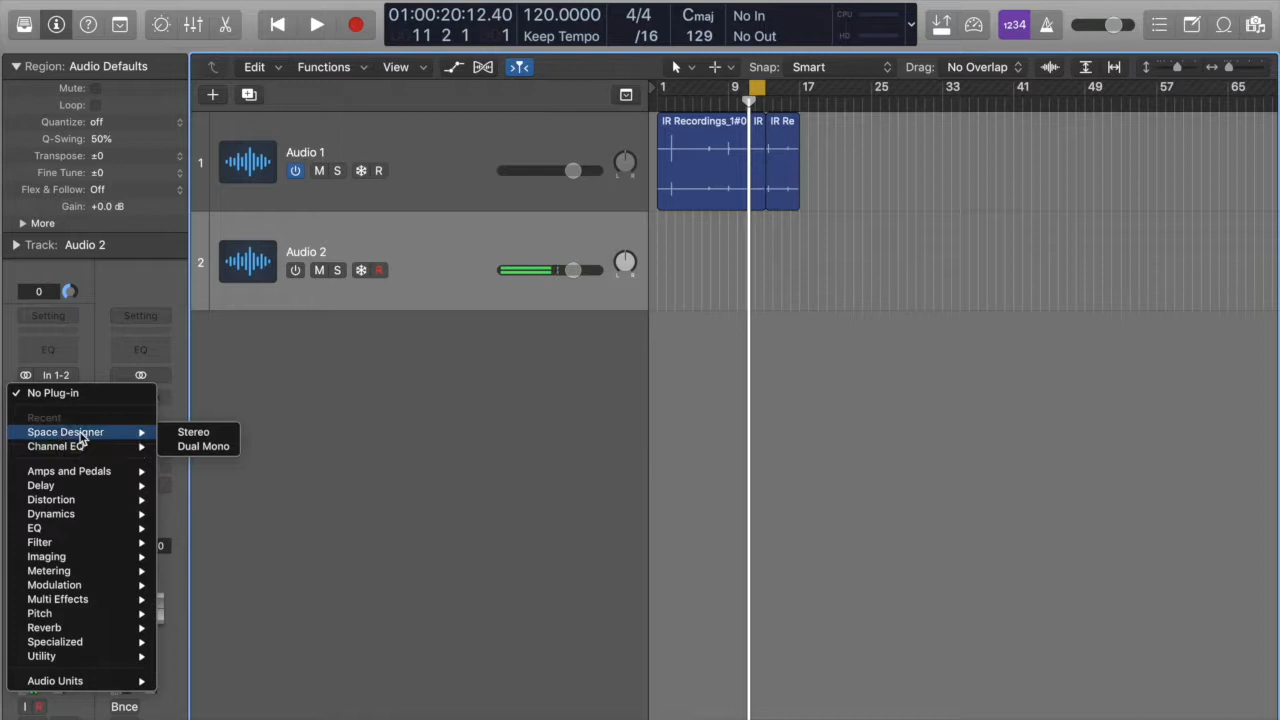 01:00:20:12.40 120.0000 4/4 Cmaj No In CPU
11 2 1 1 Keep Tempo /16 129 No Out HD
1234
Region: Audio Defaults
Edit Functions View Snap: Smart Drag: No Overlap
Mute:
Loop:
Quantize: off
Q-Swing: 50%
Transpose: ±0
Fine Tune: ±0
Flex & Follow: Off
Gain: +0.0 dB
More
Track: Audio 2
1 9 17 25 33 41 49 57 65
IR Recordings_1#0 IR IR Re
1 Audio 1
M S R
L R
2 Audio 2
M S R
L R
0
Setting Setting
EQ EQ
In 1-2
No Plug-in
Recent
Space Designer
Channel EQ
Stereo
Dual Mono
Amps and Pedals
Delay
Distortion
Dynamics
EQ
Filter
Imaging
Metering
Modulation
Multi Effects
Pitch
Reverb
Specialized
Utility
Audio Units
0
I R Bnce